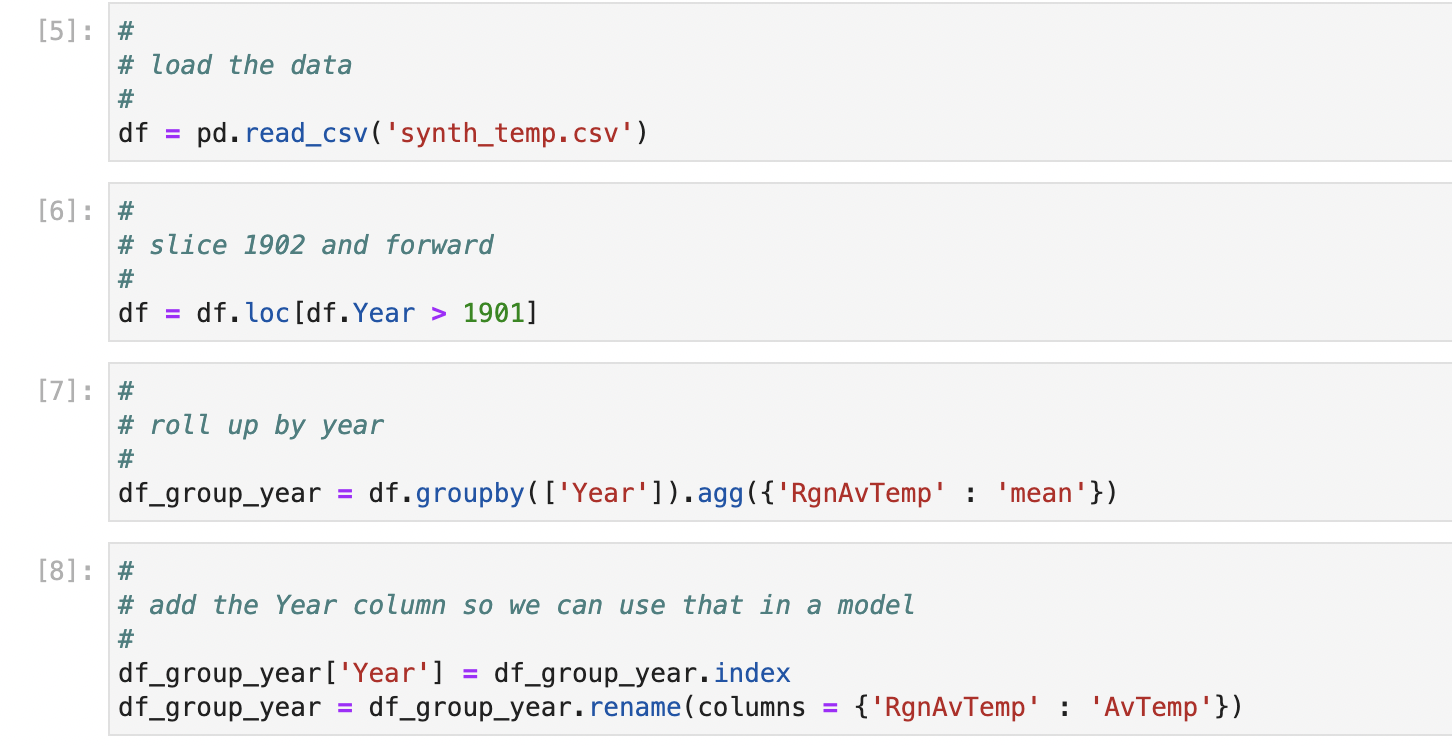 [5]: #
# load the data
#
df = pd.read_csv('synth_temp.csv')
[6]: #
# slice 1902 and forward
#
df = df.loc[df.Year > 1901]
[7]: #
# roll up by year
#
df_group_year = df.groupby(['Year']).agg({'RgnAvTemp' : 'mean'})
[8]: #
# add the Year column so we can use that in a model
#
df_group_year['Year'] = df_group_year.index
df_group_year = df_group_year.rename(columns = {'RgnAvTemp' : 'AvTemp'})